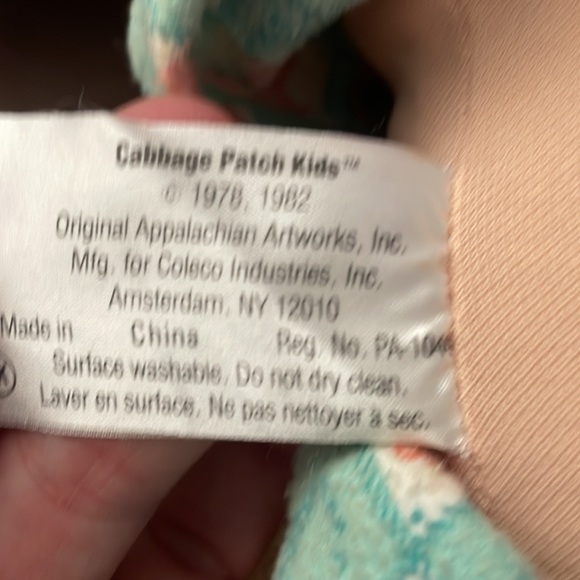 Cabbage Patch Kids™
© 1978, 1982
Original Appalachian Artworks, Inc.
Mfg. for Coleco Industries, Inc.
Amsterdam, NY 12010
Made in China Reg. No. PA-104
Surface washable. Do not dry clean.
Laver en surface. Ne pas nettoyer à sec.